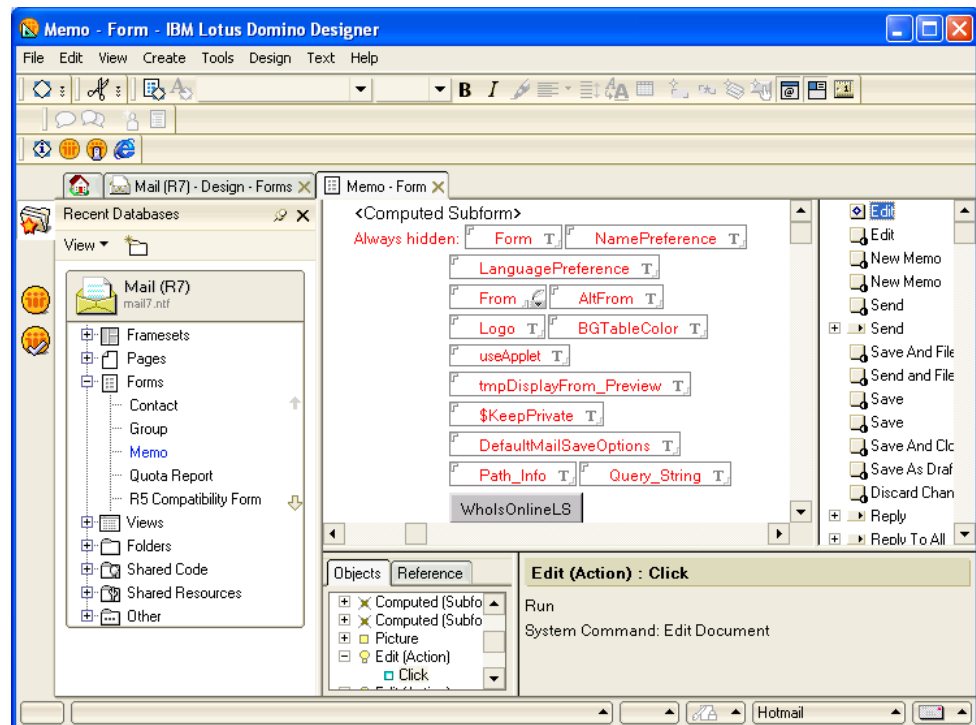 Memo - Form - IBM Lotus Domino Designer
File Edit View Create Tools Design Text Help
B I
Mail (R7) - Design - Forms
Memo - Form
Recent Databases
View
Mail (R7)
mail7.ntf
Framesets
Pages
Forms
Contact
Group
Memo
Quota Report
R5 Compatibility Form
Views
Folders
Shared Code
Shared Resources
Other
<Computed Subform>
Always hidden: Form T NamePreference T
LanguagePreference T
From AltFrom T
Logo T BGTableColor T
useApplet T
tmpDisplayFrom_Preview T
$KeepPrivate T
DefaultMailSaveOptions T
Path_Info T Query_String T
WhoIsOnlineLS
Edit
Edit
New Memo
New Memo
Send
Send
Save And File
Send and File
Save
Save
Save And Clo
Save As Draf
Discard Chan
Reply
Reply To All
Objects Reference
Computed (Subfo
Computed (Subfo
Picture
Edit (Action)
Click
Edit (Action) : Click
Run
System Command: Edit Document
Hotmail